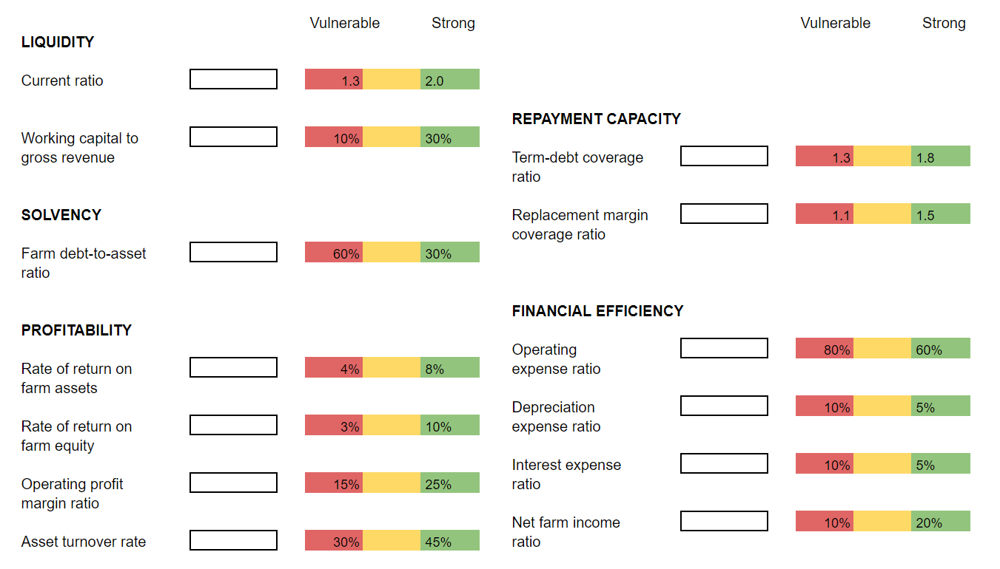 Vulnerable Strong
LIQUIDITY
Current ratio 1.3 2.0
Working capital to
gross revenue 10% 30%
SOLVENCY
Farm debt-to-asset
ratio 60% 30%
PROFITABILITY
Rate of return on
farm assets 4% 8%
Rate of return on
farm equity 3% 10%
Operating profit
margin ratio 15% 25%
Asset turnover rate 30% 45%
Vulnerable Strong
REPAYMENT CAPACITY
Term-debt coverage
ratio 1.3 1.8
Replacement margin
coverage ratio 1.1 1.5
FINANCIAL EFFICIENCY
Operating
expense ratio 80% 60%
Depreciation
expense ratio 10% 5%
Interest expense
ratio 10% 5%
Net farm income
ratio 10% 20%